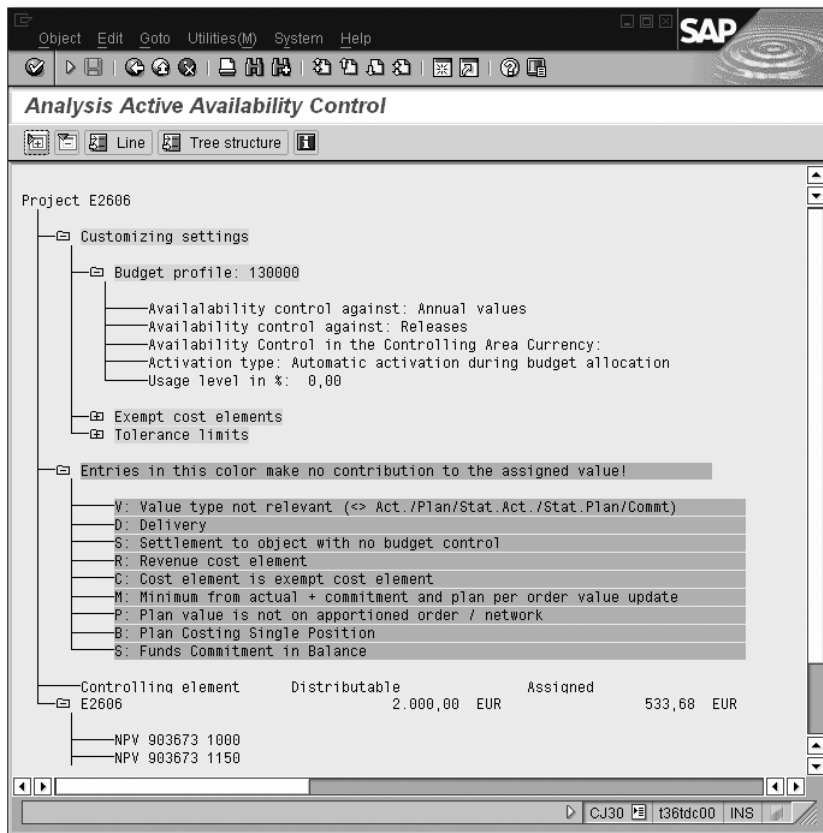 Object Edit Goto Utilities(M) System Help
SAP
Analysis Active Availability Control
Line Tree structure
Project E2606
Customizing settings
Budget profile: 130000
Availalability control against: Annual values
Availability control against: Releases
Availability Control in the Controlling Area Currency:
Activation type: Automatic activation during budget allocation
Usage level in %: 0,00
Exempt cost elements
Tolerance limits
Entries in this color make no contribution to the assigned value!
V: Value type not relevant (<> Act./Plan/Stat.Act./Stat.Plan/Commt)
D: Delivery
S: Settlement to object with no budget control
R: Revenue cost element
C: Cost element is exempt cost element
M: Minimum from actual + commitment and plan per order value update
P: Plan value is not on apportioned order / network
B: Plan Costing Single Position
S: Funds Commitment in Balance
Controlling element Distributable Assigned
E2606 2.000,00 EUR 533,68 EUR
NPV 903673 1000
NPV 903673 1150
CJ30 t36tdc00 INS